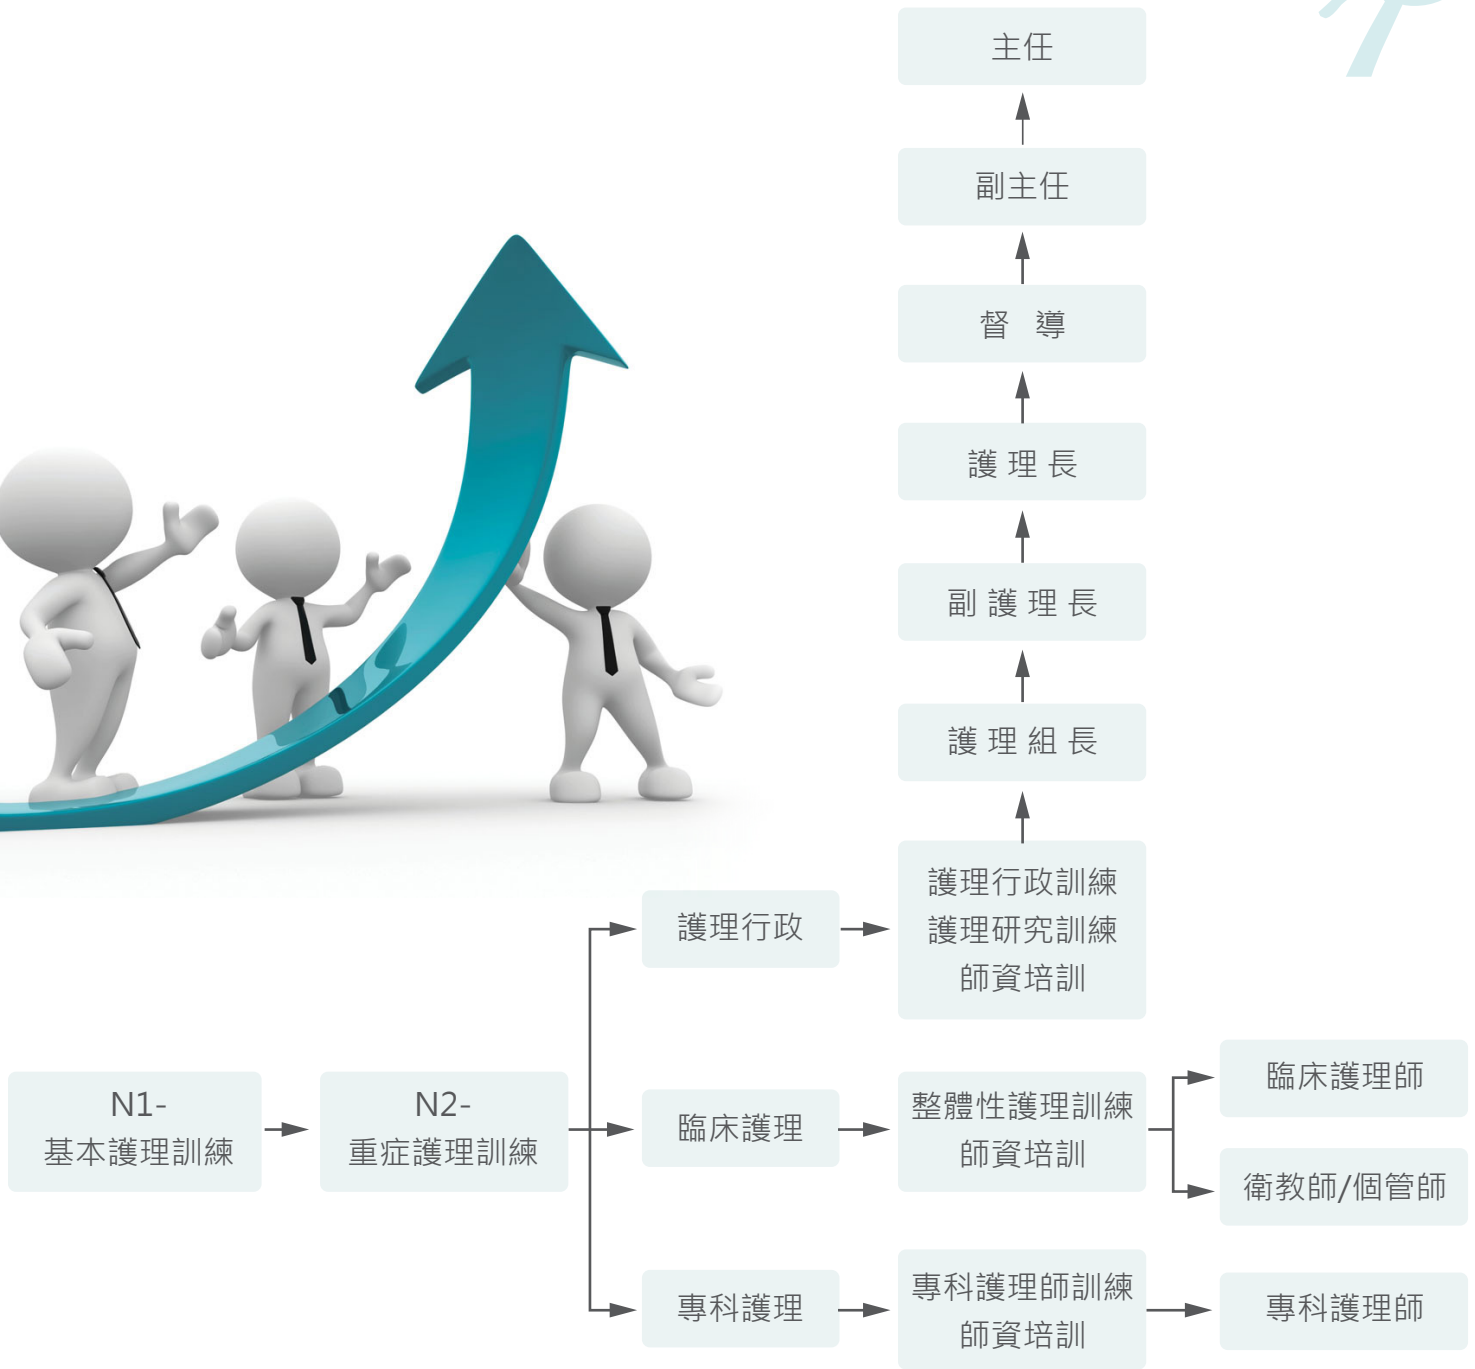 主任
副主任
督 導
護 理 長
副 護 理 長
護 理 組 長
護理行政
護理行政訓練
護理研究訓練
師資培訓
N1-
基本護理訓練
N2-
重症護理訓練
臨床護理
整體性護理訓練
師資培訓
臨床護理師
衛教師/個管師
專科護理
專科護理師訓練
師資培訓
專科護理師